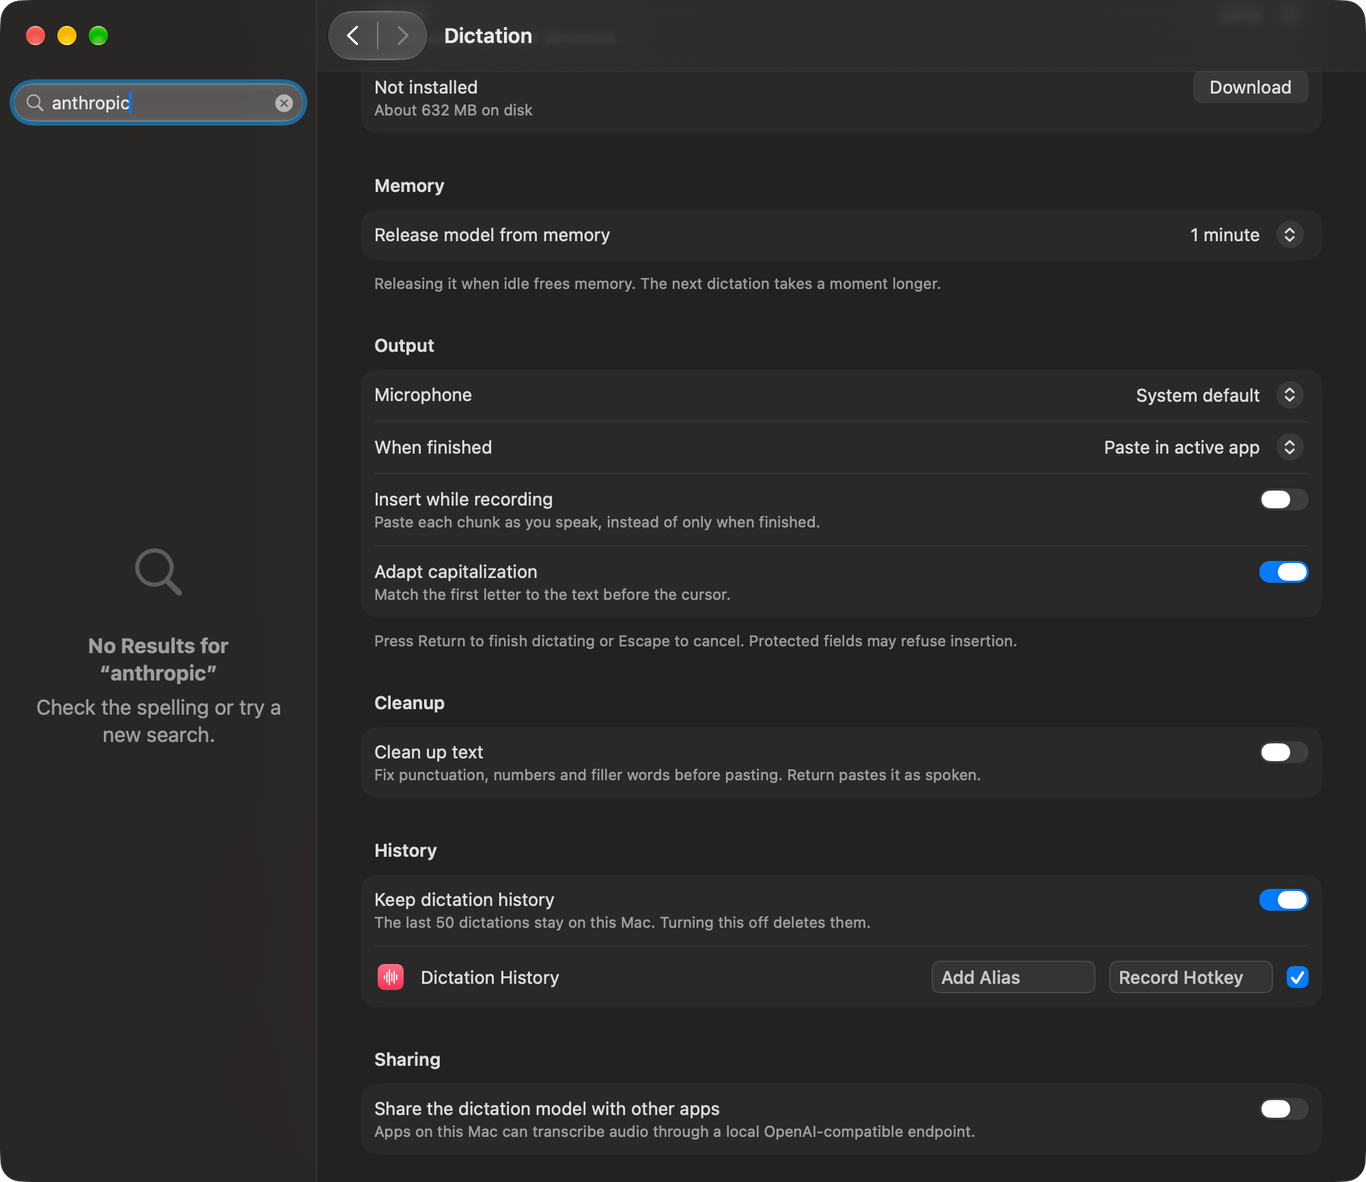 Dictation
anthropic
No Results for
“anthropic”
Check the spelling or try a
new search.
Not installed
Download
About 632 MB on disk
Memory
Release model from memory
1 minute
Releasing it when idle frees memory. The next dictation takes a moment longer.
Output
Microphone
System default
When finished
Paste in active app
Insert while recording
Paste each chunk as you speak, instead of only when finished.
Adapt capitalization
Match the first letter to the text before the cursor.
Press Return to finish dictating or Escape to cancel. Protected fields may refuse insertion.
Cleanup
Clean up text
Fix punctuation, numbers and filler words before pasting. Return pastes it as spoken.
History
Keep dictation history
The last 50 dictations stay on this Mac. Turning this off deletes them.
Dictation History
Add Alias
Record Hotkey
Sharing
Share the dictation model with other apps
Apps on this Mac can transcribe audio through a local OpenAI-compatible endpoint.